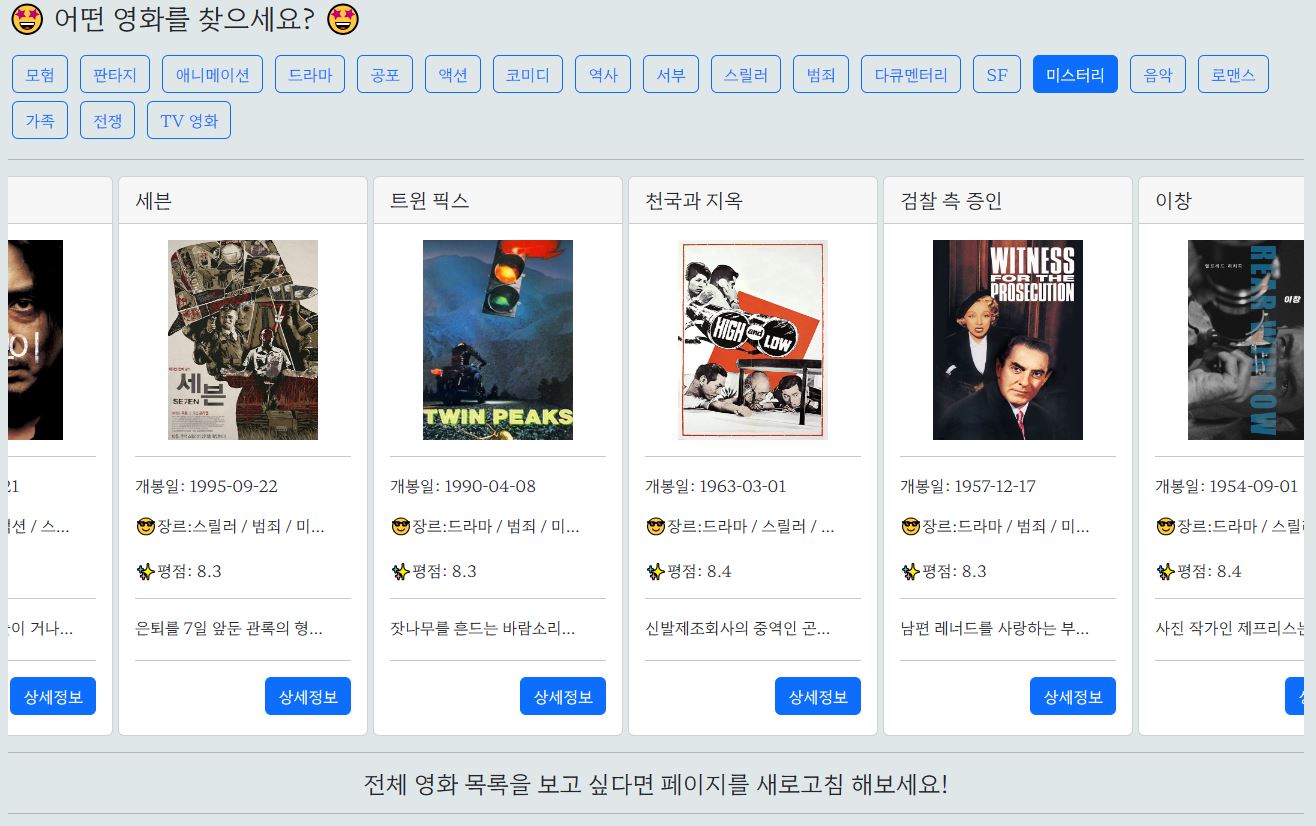 🤩 어떤 영화를 찾으세요? 🤩
모험 판타지 애니메이션 드라마 공포 액션 코미디 역사 서부 스릴러 범죄 다큐멘터리 SF 미스터리 음악 로맨스
가족 전쟁 TV 영화
세븐
세븐
SE7EN
개봉일: 1995-09-22
😎장르:스릴러 / 범죄 / 미...
✨평점: 8.3
은퇴를 7일 앞둔 관록의 형...
상세정보
트윈 픽스
TWIN PEAKS
개봉일: 1990-04-08
😎장르:드라마 / 범죄 / 미...
✨평점: 8.3
잣나무를 흔드는 바람소리...
상세정보
천국과 지옥
HIGH and LOW
개봉일: 1963-03-01
😎장르:드라마 / 스릴러 / ...
✨평점: 8.4
신발제조회사의 중역인 곤...
상세정보
검찰 측 증인
WITNESS
FOR THE
PROSECUTION
개봉일: 1957-12-17
😎장르:드라마 / 범죄 / 미...
✨평점: 8.3
남편 레너드를 사랑하는 부...
상세정보
이창
REAR WINDOW
이창
개봉일: 1954-09-01
😎장르:드라마 / 스릴
✨평점: 8.4
사진 작가인 제프리스
상세정보
전체 영화 목록을 보고 싶다면 페이지를 새로고침 해보세요!